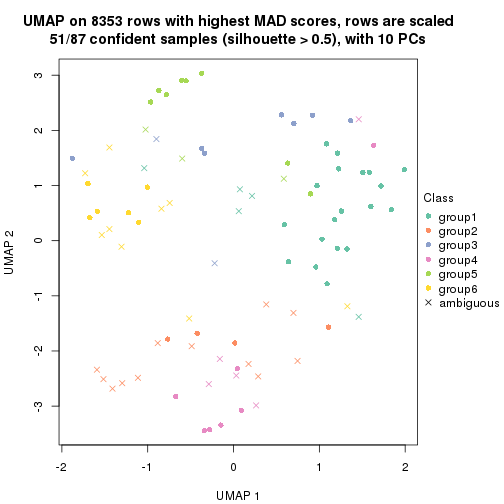 UMAP on 8353 rows with highest MAD scores, rows are scaled
51/87 confident samples (silhouette > 0.5), with 10 PCs
3
2
1
0
-1
-2
-3
UMAP 2
-2
-1
0
1
2
UMAP 1
Class
group1
group2
group3
group4
group5
group6
ambiguous